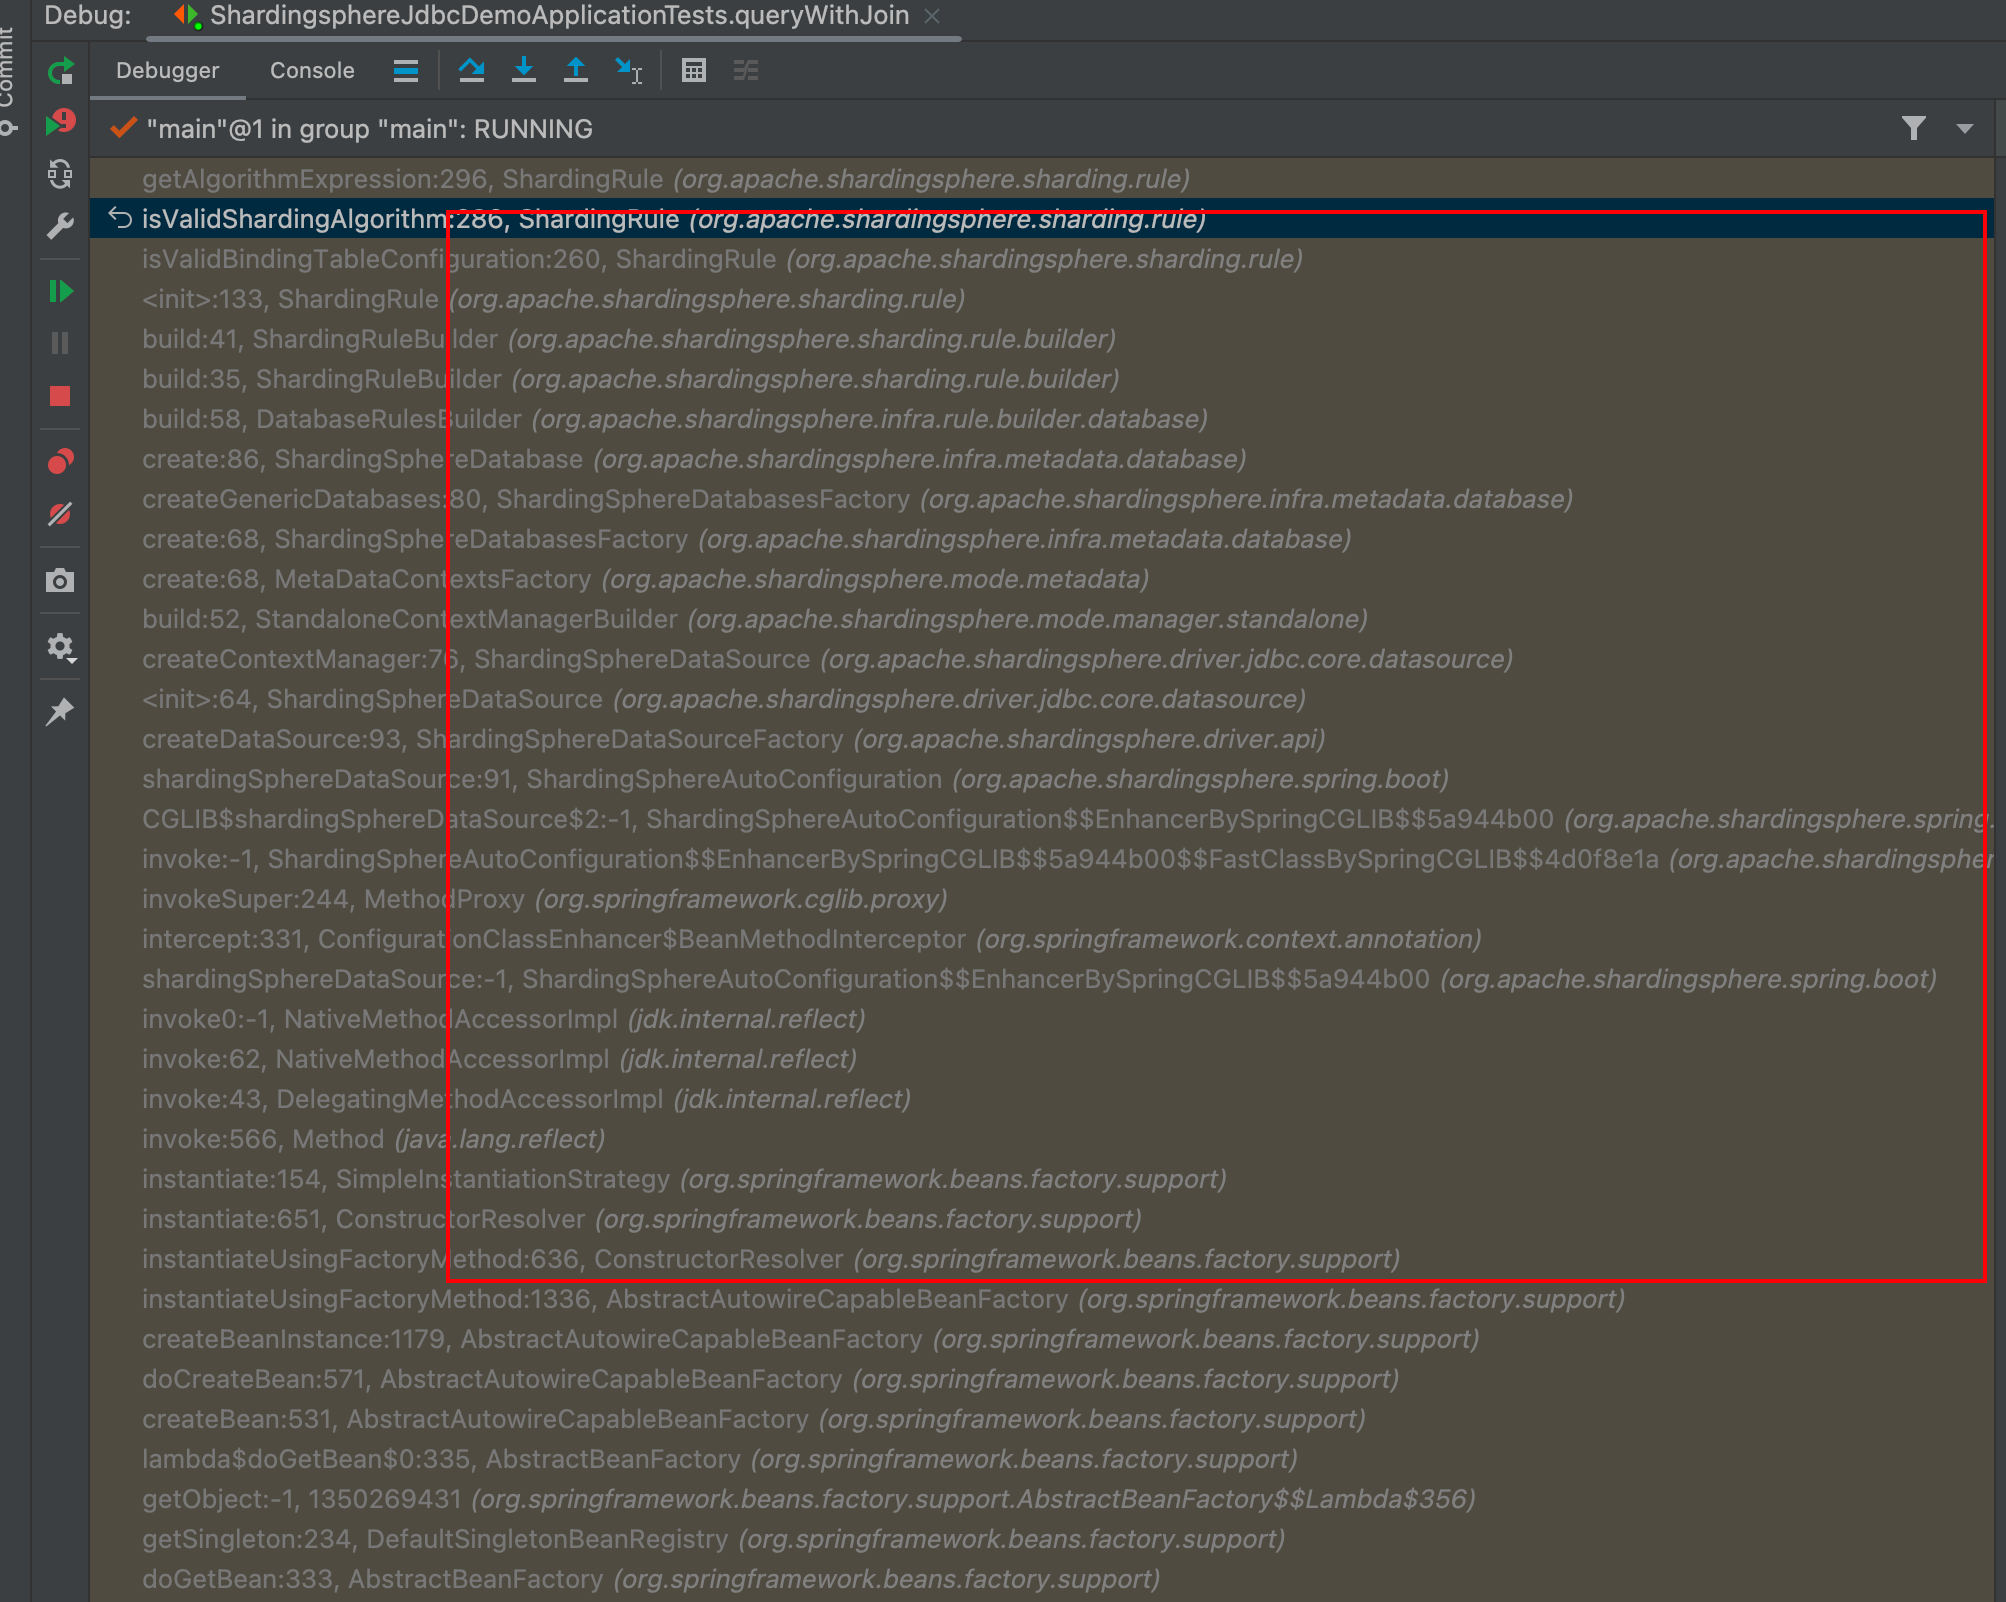 Commit
Debug: ShardingsphereJdbcDemoApplicationTests.queryWithJoin
Debugger Console
"main"@1 in group "main": RUNNING
getAlgorithmExpression:296, ShardingRule (org.apache.shardingsphere.sharding.rule)
isValidShardingAlgorithm:286, ShardingRule (org.apache.shardingsphere.sharding.rule)
isValidBindingTableConfiguration:260, ShardingRule (org.apache.shardingsphere.sharding.rule)
<init>:133, ShardingRule (org.apache.shardingsphere.sharding.rule)
build:41, ShardingRuleBuilder (org.apache.shardingsphere.sharding.rule.builder)
build:35, ShardingRuleBuilder (org.apache.shardingsphere.sharding.rule.builder)
build:58, DatabaseRulesBuilder (org.apache.shardingsphere.infra.rule.builder.database)
create:86, ShardingSphereDatabase (org.apache.shardingsphere.infra.metadata.database)
createGenericDatabases:80, ShardingSphereDatabasesFactory (org.apache.shardingsphere.infra.metadata.database)
create:68, ShardingSphereDatabasesFactory (org.apache.shardingsphere.infra.metadata.database)
create:68, MetaDataContextsFactory (org.apache.shardingsphere.mode.metadata)
build:52, StandaloneContextManagerBuilder (org.apache.shardingsphere.mode.manager.standalone)
createContextManager:76, ShardingSphereDataSource (org.apache.shardingsphere.driver.jdbc.core.datasource)
<init>:64, ShardingSphereDataSource (org.apache.shardingsphere.driver.jdbc.core.datasource)
createDataSource:93, ShardingSphereDataSourceFactory (org.apache.shardingsphere.driver.api)
shardingSphereDataSource:91, ShardingSphereAutoConfiguration (org.apache.shardingsphere.spring.boot)
CGLIB$shardingSphereDataSource$2:-1, ShardingSphereAutoConfiguration$$EnhancerBySpringCGLIB$$5a944b00 (org.apache.shardingsphere.spring.
invoke:-1, ShardingSphereAutoConfiguration$$EnhancerBySpringCGLIB$$5a944b00$$FastClassBySpringCGLIB$$4d0f8e1a (org.apache.shardingspher
invokeSuper:244, MethodProxy (org.springframework.cglib.proxy)
intercept:331, ConfigurationClassEnhancer$BeanMethodInterceptor (org.springframework.context.annotation)
shardingSphereDataSource:-1, ShardingSphereAutoConfiguration$$EnhancerBySpringCGLIB$$5a944b00 (org.apache.shardingsphere.spring.boot)
invoke0:-1, NativeMethodAccessorImpl (jdk.internal.reflect)
invoke:62, NativeMethodAccessorImpl (jdk.internal.reflect)
invoke:43, DelegatingMethodAccessorImpl (jdk.internal.reflect)
invoke:566, Method (java.lang.reflect)
instantiate:154, SimpleInstantiationStrategy (org.springframework.beans.factory.support)
instantiate:651, ConstructorResolver (org.springframework.beans.factory.support)
instantiateUsingFactoryMethod:636, ConstructorResolver (org.springframework.beans.factory.support)
instantiateUsingFactoryMethod:1336, AbstractAutowireCapableBeanFactory (org.springframework.beans.factory.support)
createBeanInstance:1179, AbstractAutowireCapableBeanFactory (org.springframework.beans.factory.support)
doCreateBean:571, AbstractAutowireCapableBeanFactory (org.springframework.beans.factory.support)
createBean:531, AbstractAutowireCapableBeanFactory (org.springframework.beans.factory.support)
lambda$doGetBean$0:335, AbstractBeanFactory (org.springframework.beans.factory.support)
getObject:-1, 1350269431 (org.springframework.beans.factory.support.AbstractBeanFactory$$Lambda$356)
getSingleton:234, DefaultSingletonBeanRegistry (org.springframework.beans.factory.support)
doGetBean:333, AbstractBeanFactory (org.springframework.beans.factory.support)